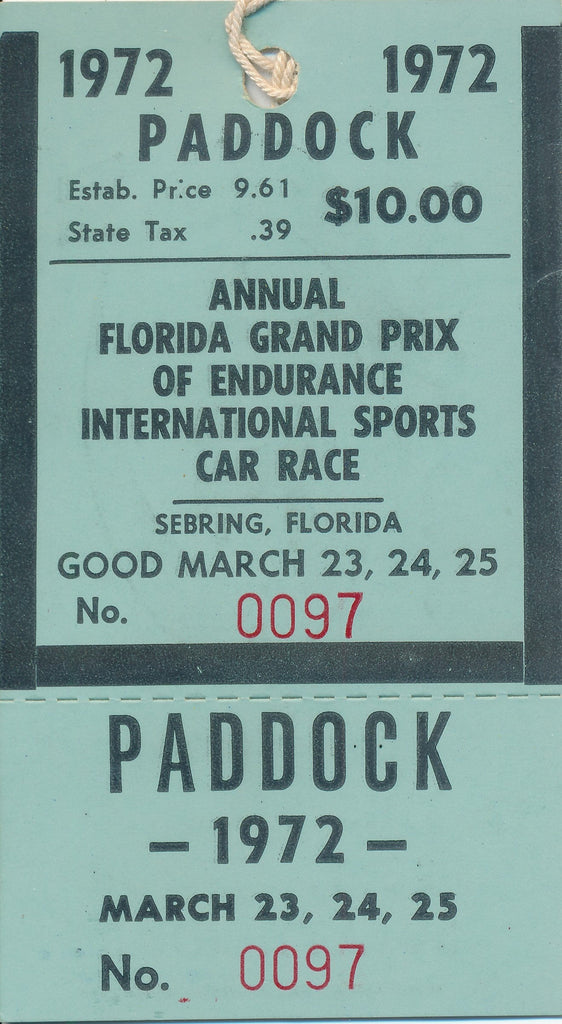 1972 1972
PADDOCK
Estab. Price 9.61
$10.00
State Tax .39
ANNUAL
FLORIDA GRAND PRIX
OF ENDURANCE
INTERNATIONAL SPORTS
CAR RACE
SEBRING, FLORIDA
GOOD MARCH 23, 24, 25
No. 0097
PADDOCK
— 1972 —
MARCH 23, 24, 25
No. 0097